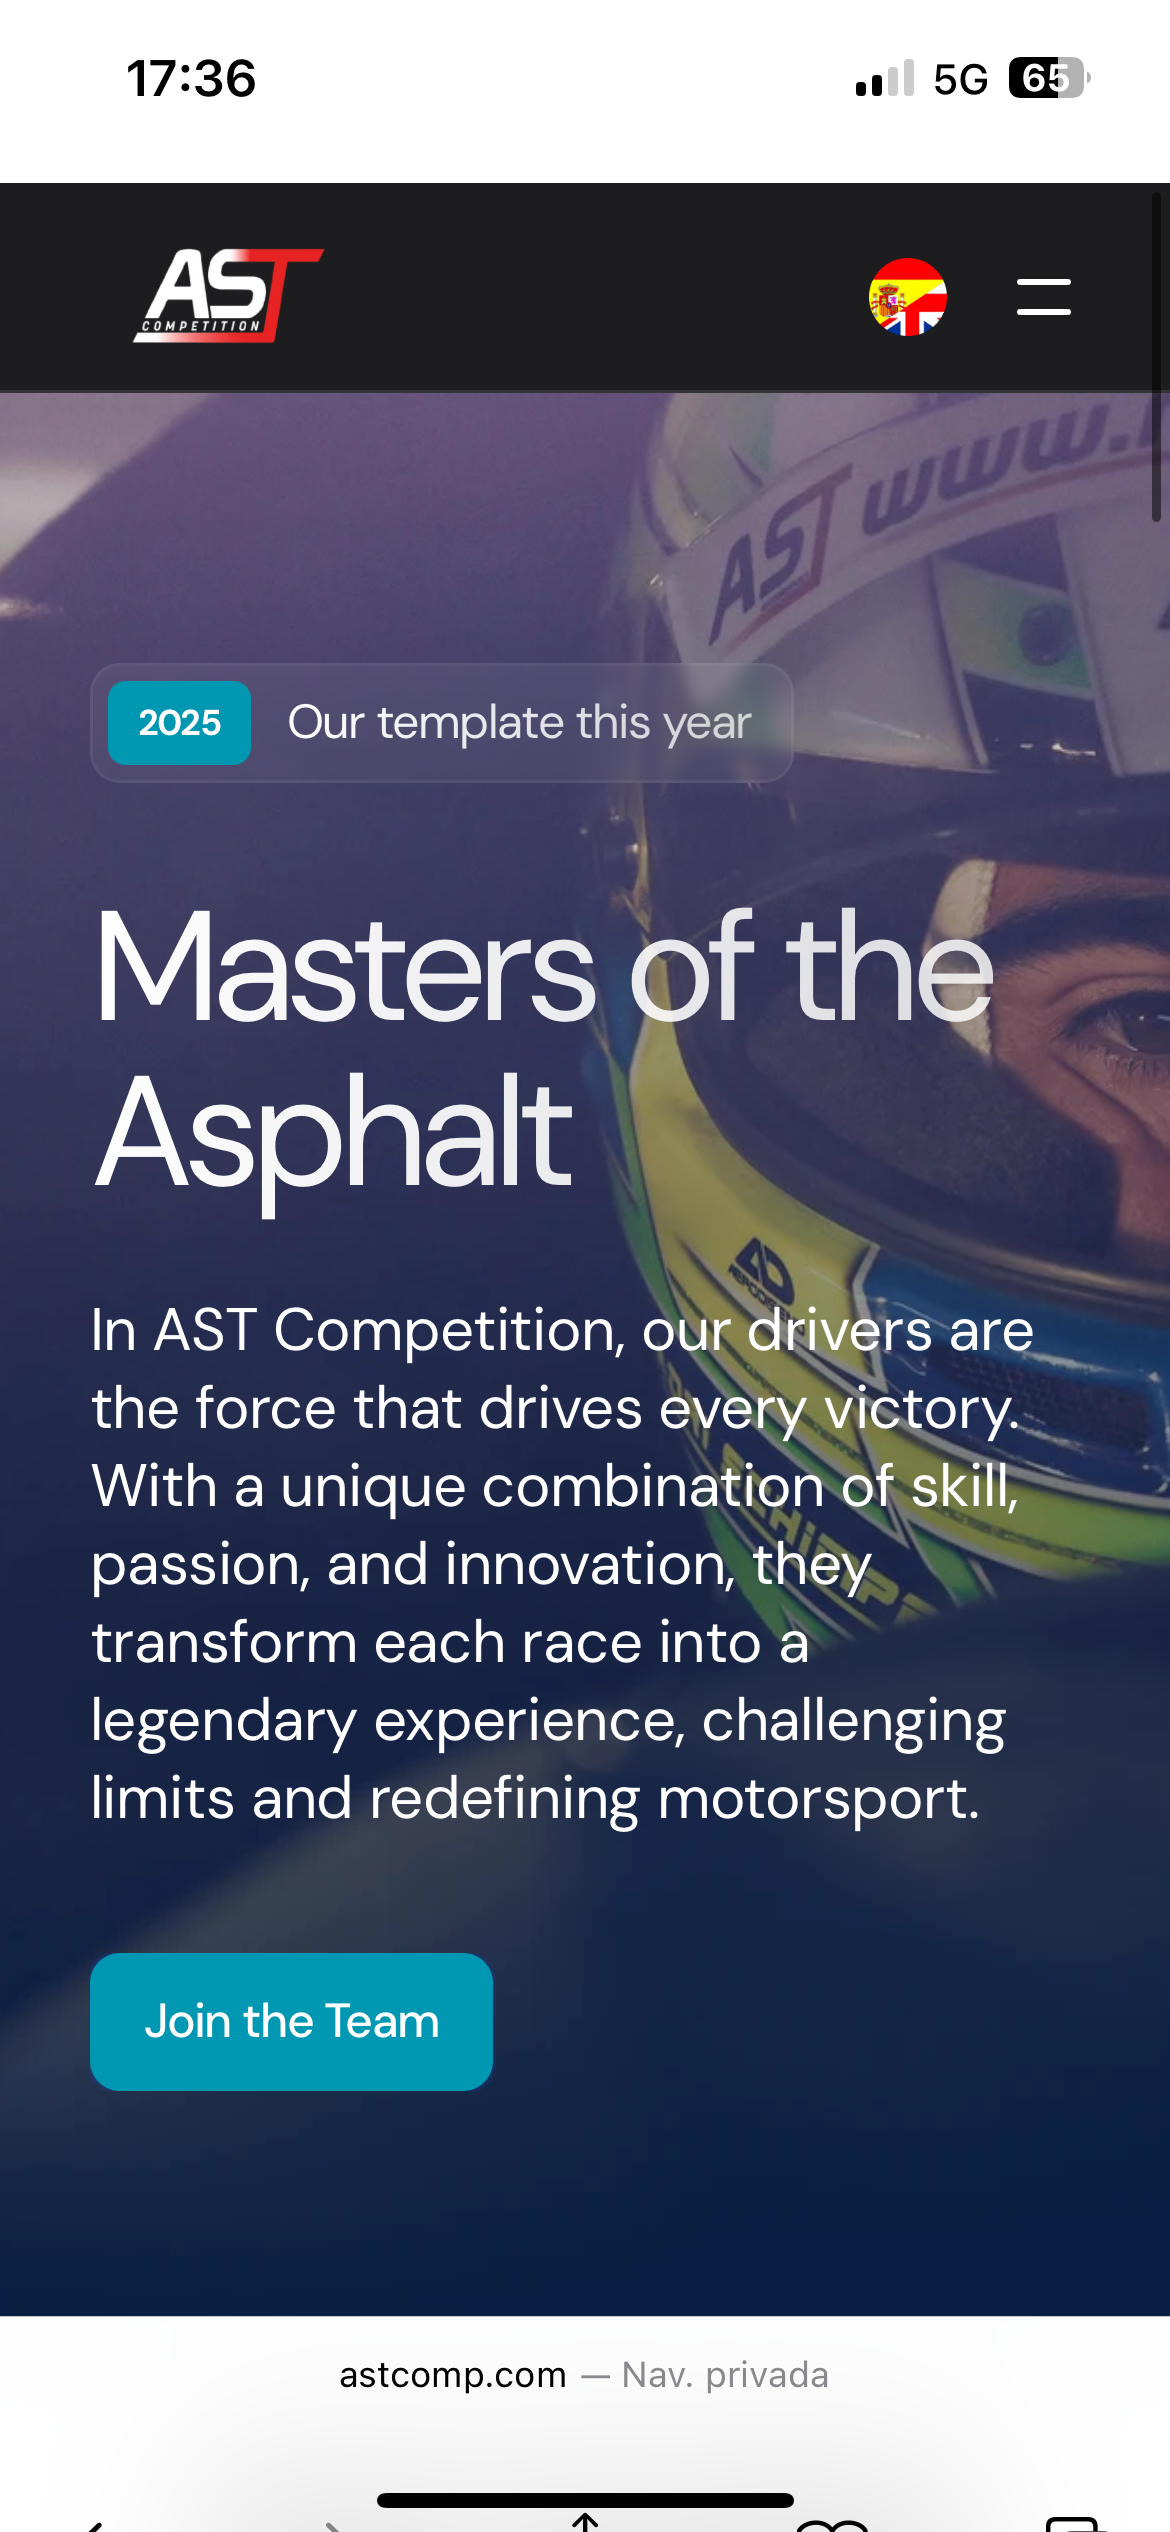 17:36
5G 65
AST
COMPETITION
AST www.
2025 Our template this year
Masters of the
Asphalt
AD
In AST Competition, our drivers are
the force that drives every victory.
With a unique combination of skill,
passion, and innovation, they
transform each race into a
legendary experience, challenging
limits and redefining motorsport.
Join the Team
astcomp.com — Nav. privada